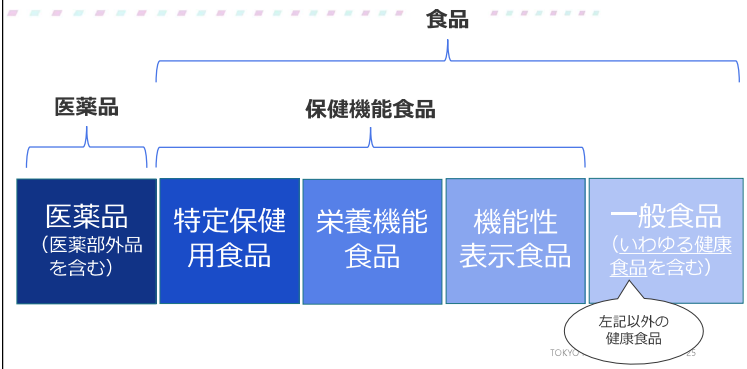 食品
医薬品
保健機能食品
医薬品
（医薬部外品
を含む）
特定保健
用食品
栄養機能
食品
機能性
表示食品
一般食品
（いわゆる健康
食品を含む）
左記以外の
健康食品
TOKYO
25